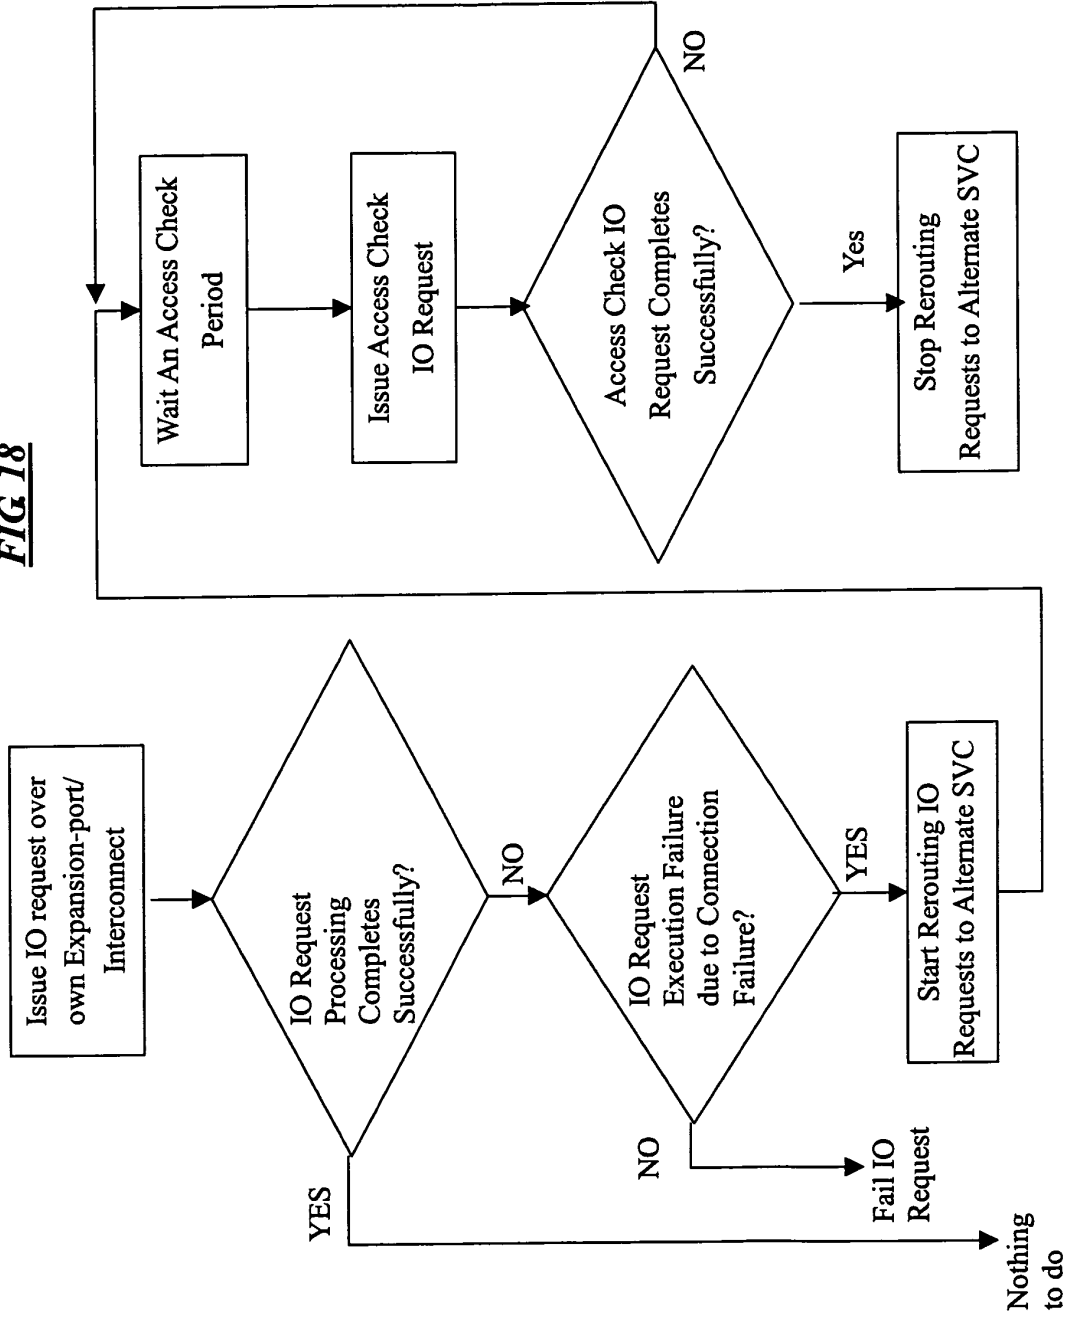 FIG. 18
Issue IO request over
own Expansion-port/
Interconnect
IO Request
Processing
Completes
Successfully?
YES
NO
Nothing
to do
IO Request
Execution Failure
due to Connection
Failure?
NO
YES
Fail IO
Request
Start Rerouting IO
Requests to Alternate SVC
Wait An Access Check
Period
Issue Access Check
IO Request
Access Check IO
Request Completes
Successfully?
NO
Yes
Stop Rerouting
Requests to Alternate SVC